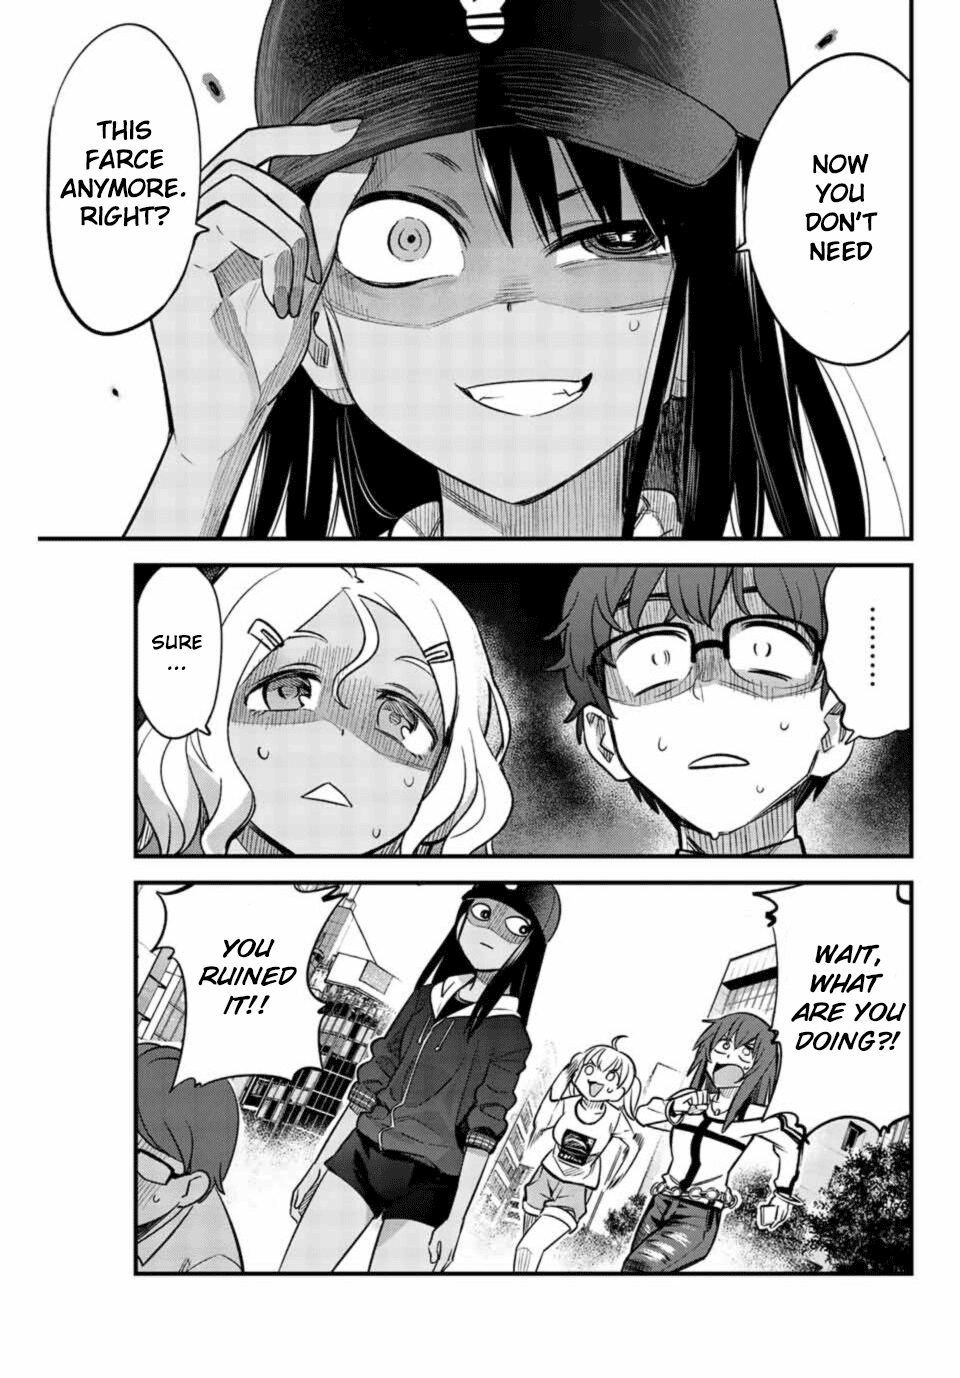 NOW
YOU
DON'T
NEED
THIS
FARCE
ANYMORE.
RIGHT?
.........
SURE
...
WAIT,
WHAT
ARE YOU
DOING?!
YOU
RUINED
IT!!